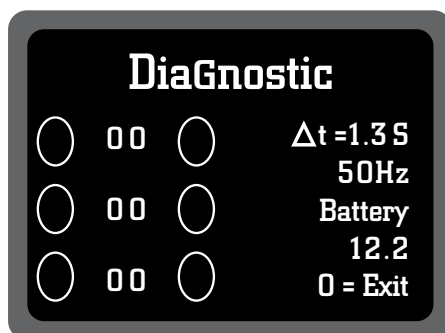 DiaGnostic
00
00
00
Δt =1.3 S
50Hz
Battery
12.2
0 = Exit